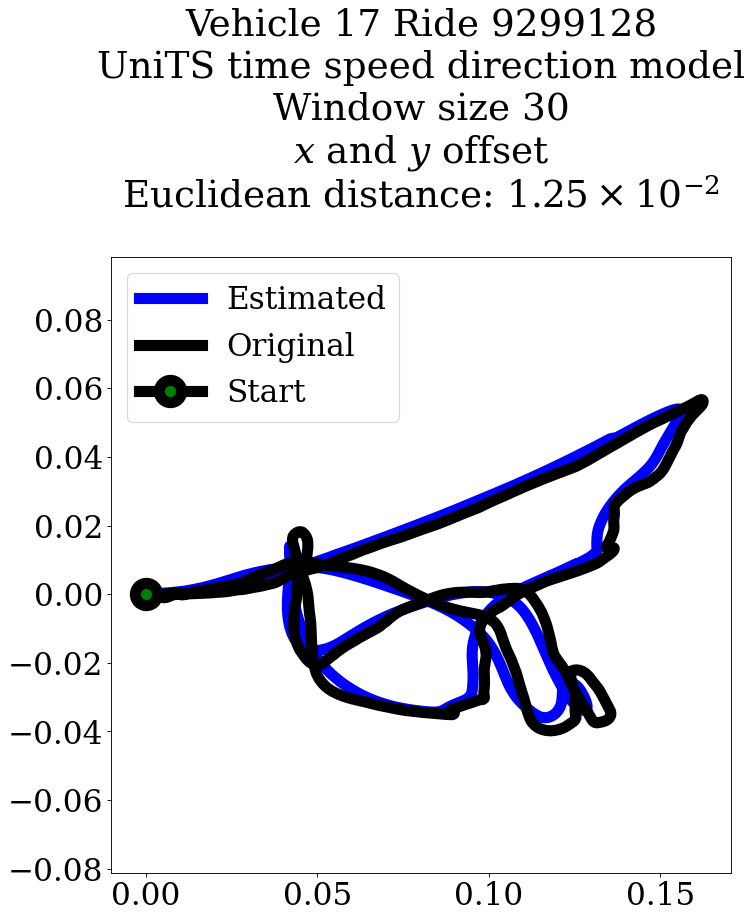 Vehicle 17 Ride 9299128
UniTS time speed direction model
Window size 30
x and y offset
Euclidean distance: 1.25 × 10⁻²
Estimated
Original
Start
0.08
0.06
0.04
0.02
0.00
−0.02
−0.04
−0.06
−0.08
0.00 0.05 0.10 0.15